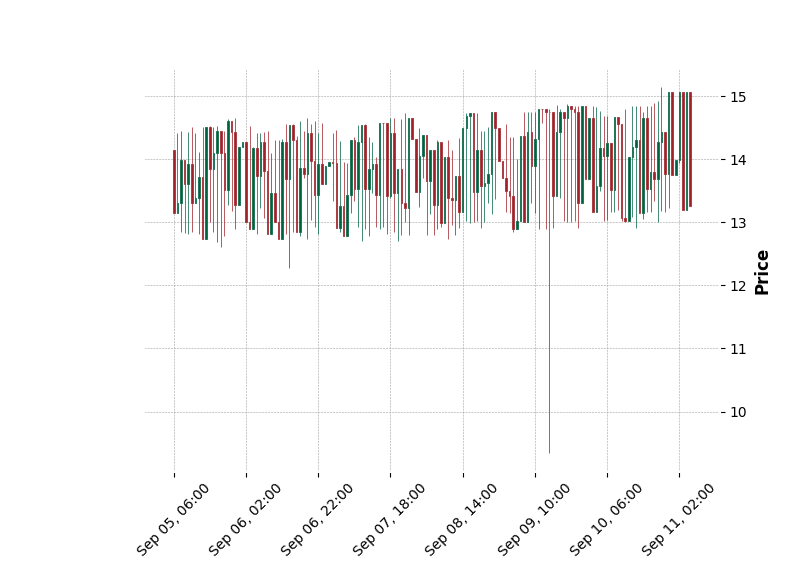 15
14
13
12
11
10
Price
Sep 05, 06:00
Sep 06, 02:00
Sep 06, 22:00
Sep 07, 18:00
Sep 08, 14:00
Sep 09, 10:00
Sep 10, 06:00
Sep 11, 02:00